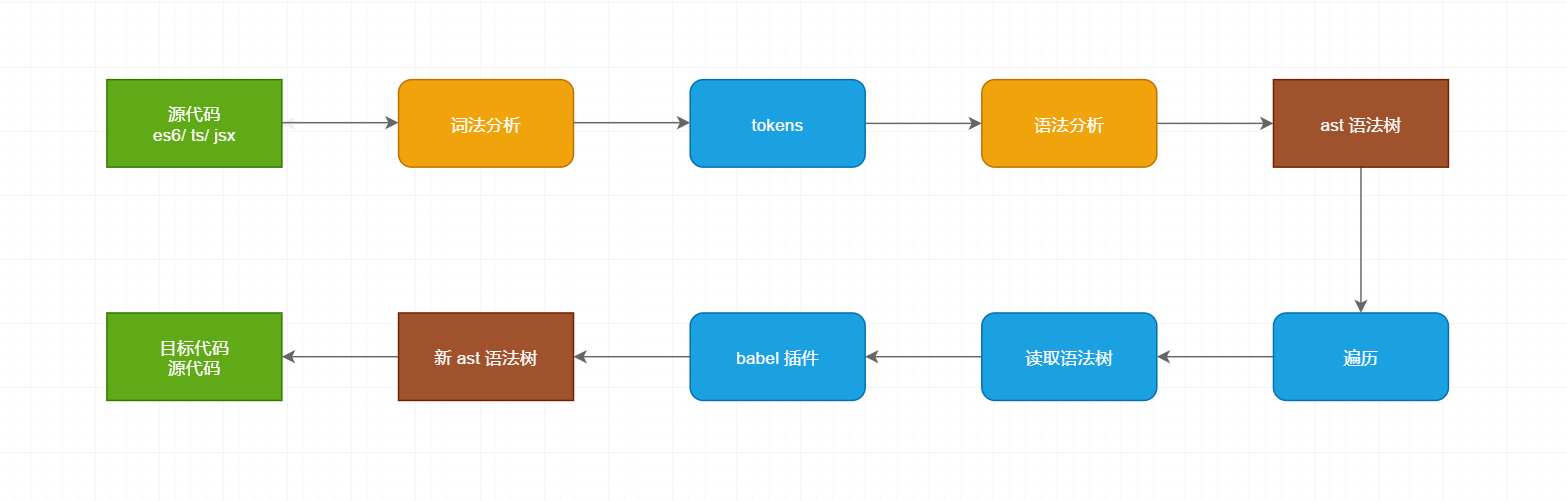 源代码
es6/ ts/ jsx
词法分析
tokens
语法分析
ast 语法树
目标代码
源代码
新 ast 语法树
babel 插件
读取语法树
遍历